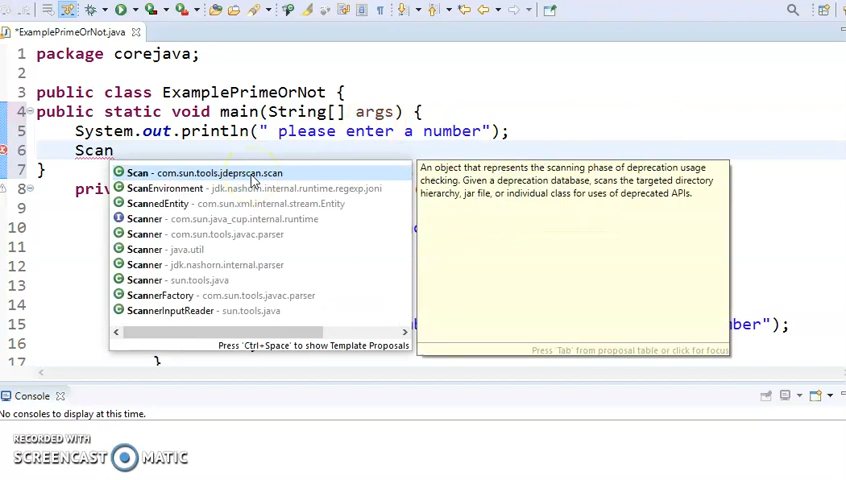 *ExamplePrimeOrNot.java
1 package corejava;
2
3 public class ExamplePrimeOrNot {
4 public static void main(String[] args) {
5 System.out.println(" please enter a number");
6 Scan
7 }
8 pri
9
10
11
12
13
14
15 ber");
16
17 }
Scan - com.sun.tools.jdeprscan.scan
ScanEnvironment - jdk.nashorn.internal.runtime.regexp.joni
ScannedEntity - com.sun.xml.internal.stream.Entity
Scanner - com.sun.java_cup.internal.runtime
Scanner - com.sun.tools.javac.parser
Scanner - java.util
Scanner - jdk.nashorn.internal.parser
Scanner - sun.tools.java
ScannerFactory - com.sun.tools.javac.parser
ScannerInputReader - sun.tools.java
Press 'Ctrl+Space' to show Template Proposals
An object that represents the scanning phase of deprecation usage
checking. Given a deprecation database, scans the targeted directory
hierarchy, jar file, or individual class for uses of deprecated APIs.
Press 'Tab' from proposal table or click for focus
Console
No consoles to display at this time.
RECORDED WITH
SCREENCAST MATIC